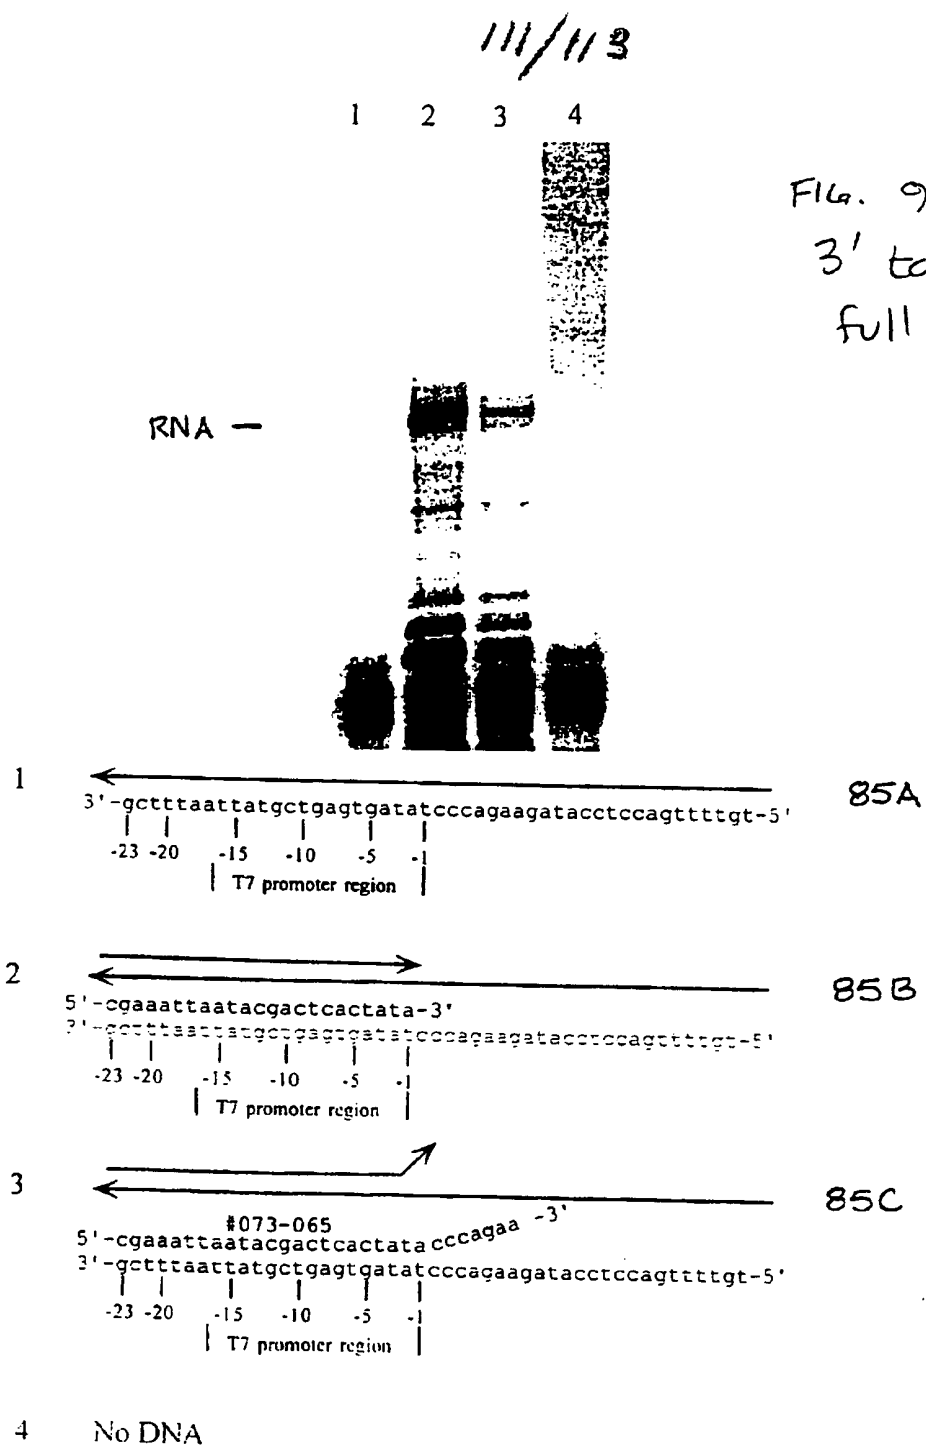 111/113
1 2 3 4
FIG. 9
3' to
full
RNA –
1
85A
3'-gctttaattatgctgagtgatatcccagaagatacctccagttttgt-5'
-23 -20 -15 -10 -5 -1
T7 promoter region
2
85B
5'-cgaaattaatacgactcactata-3'
3'-gctttaattatgctgagtgatatcccagaagatacctccagttttgt-5'
-23 -20 -15 -10 -5 -1
T7 promoter region
3
85C
#073-065
5'-cgaaattaatacgactcactatacccagaa -3'
3'-gctttaattatgctgagtgatatcccagaagatacctccagttttgt-5'
-23 -20 -15 -10 -5 -1
T7 promoter region
4 No DNA